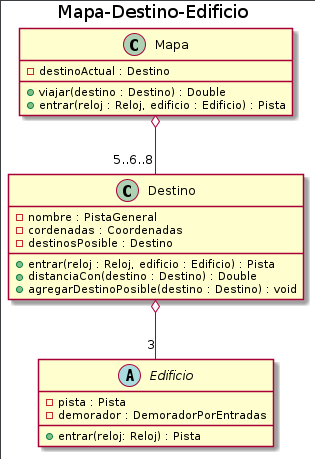 Mapa-Destino-Edificio
C Mapa
destinoActual : Destino
viajar(destino : Destino) : Double
entrar(reloj : Reloj, edificio : Edificio) : Pista
5..6..8
C Destino
nombre : PistaGeneral
cordenadas : Coordenadas
destinosPosible : Destino
entrar(reloj : Reloj, edificio : Edificio) : Pista
distanciaCon(destino : Destino) : Double
agregarDestinoPosible(destino : Destino) : void
3
A Edificio
pista : Pista
demorador : DemoradorPorEntradas
entrar(reloj: Reloj) : Pista